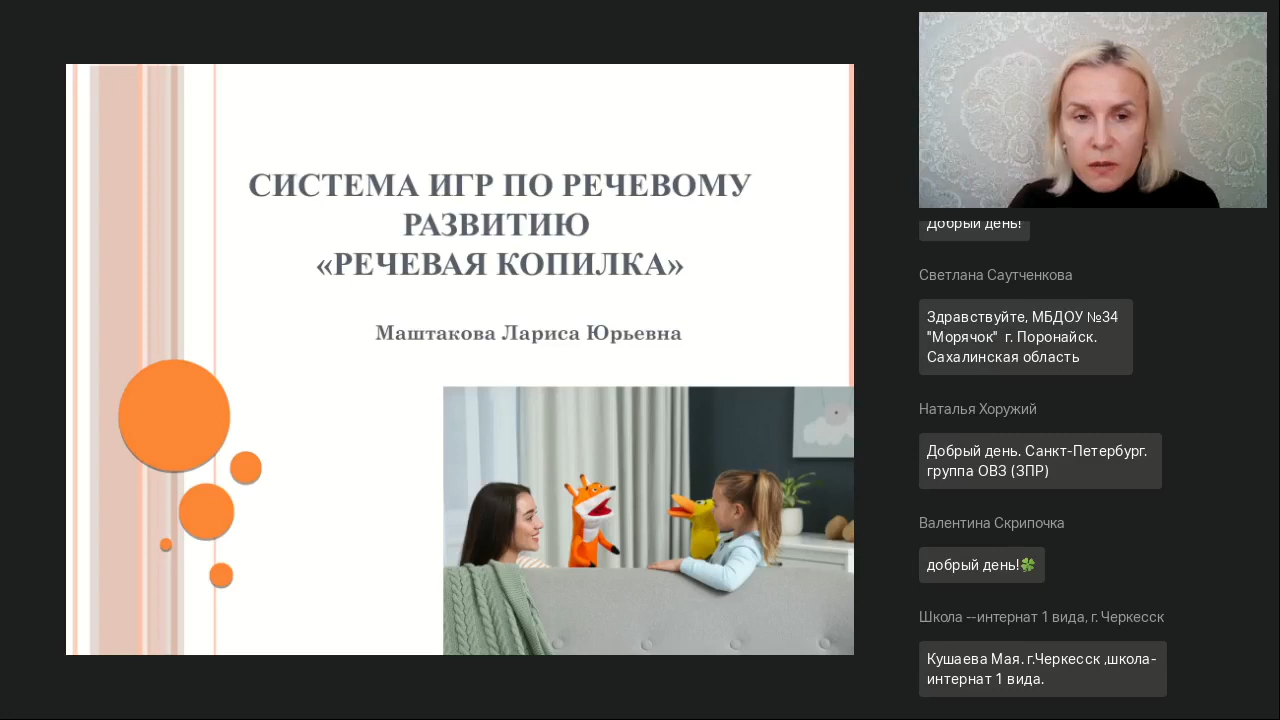 СИСТЕМА ИГР ПО РЕЧЕВОМУ
РАЗВИТИЮ
«РЕЧЕВАЯ КОПИЛКА»
Маштакова Лариса Юрьевна
Добрый день!
Светлана Саутченкова
Здравствуйте, МБДОУ №34
"Морячок" г. Поронайск.
Сахалинская область
Наталья Хоружий
Добрый день. Санкт-Петербург.
группа ОВЗ (ЗПР)
Валентина Скрипочка
добрый день!🍀
Школа --интернат 1 вида, г. Черкесск
Кушаева Мая. г.Черкесск ,школа-
интернат 1 вида.